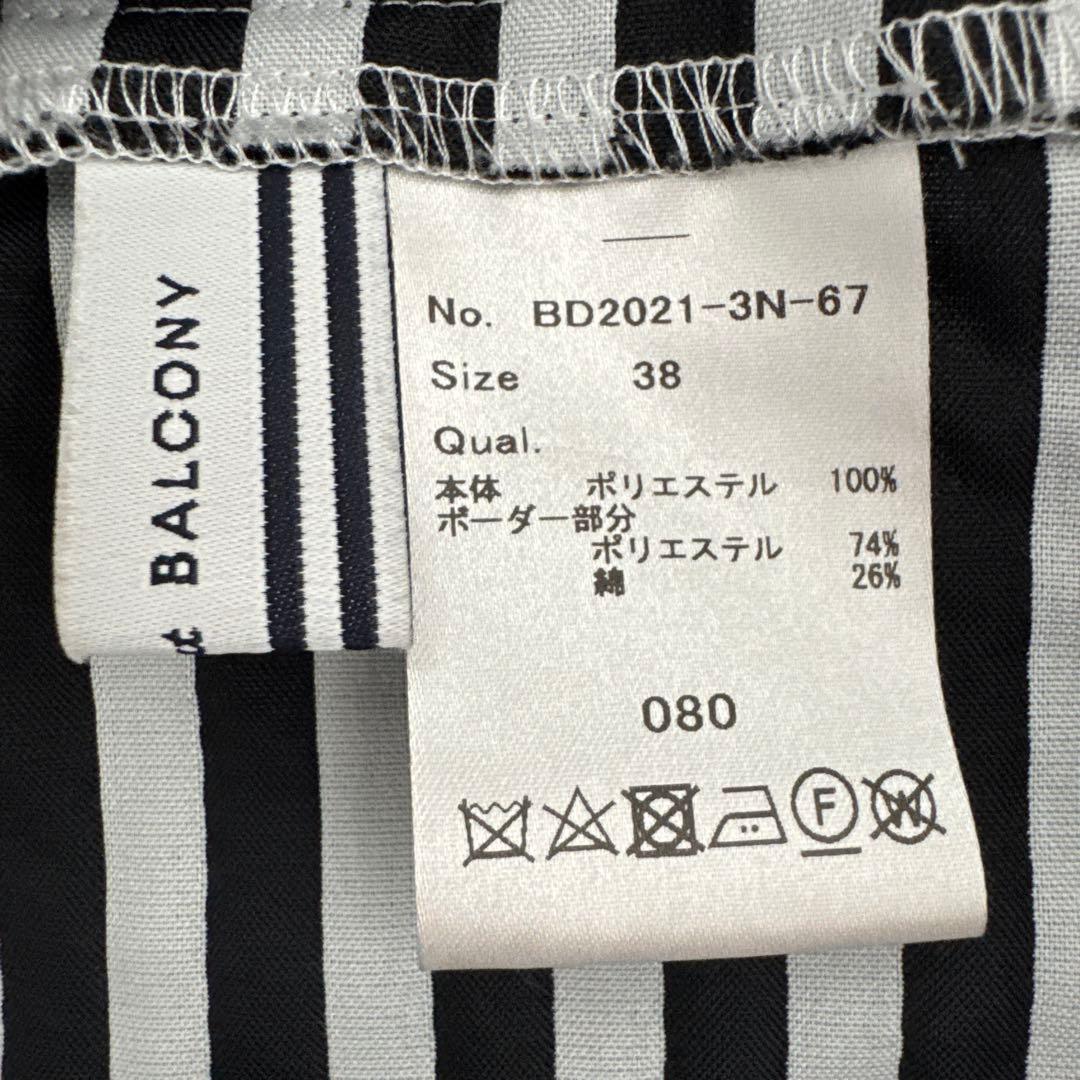 BALCONY
No. BD2021-3N-67
Size 38
Qual.
本体 ポリエステル 100%
ボーダー部分
ポリエステル 74%
綿 26%
080
F
W